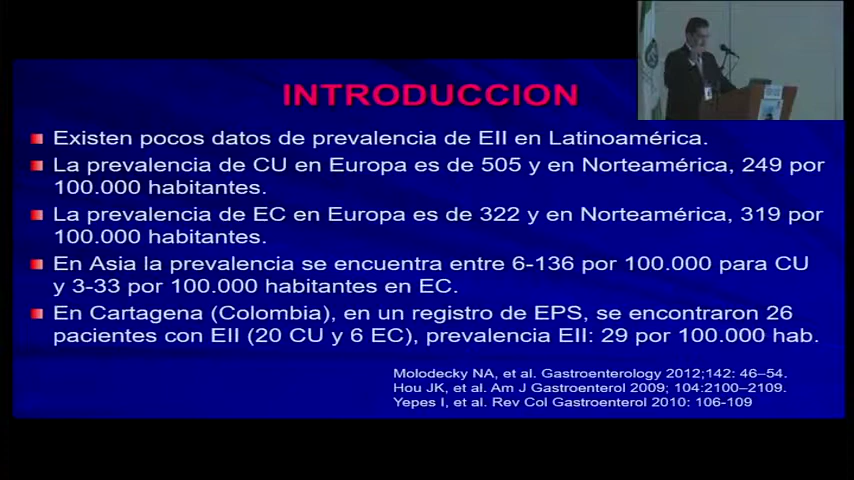 INTRODUCCION
Existen pocos datos de prevalencia de EII en Latinoamérica.
La prevalencia de CU en Europa es de 505 y en Norteamérica, 249 por
100.000 habitantes.
La prevalencia de EC en Europa es de 322 y en Norteamérica, 319 por
100.000 habitantes.
En Asia la prevalencia se encuentra entre 6-136 por 100.000 para CU
y 3-33 por 100.000 habitantes en EC.
En Cartagena (Colombia), en un registro de EPS, se encontraron 26
pacientes con EII (20 CU y 6 EC), prevalencia EII: 29 por 100.000 hab.
Molodecky NA, et al. Gastroenterology 2012;142: 46–54.
Hou JK, et al. Am J Gastroenterol 2009; 104:2100–2109.
Yepes I, et al. Rev Col Gastroenterol 2010: 106-109